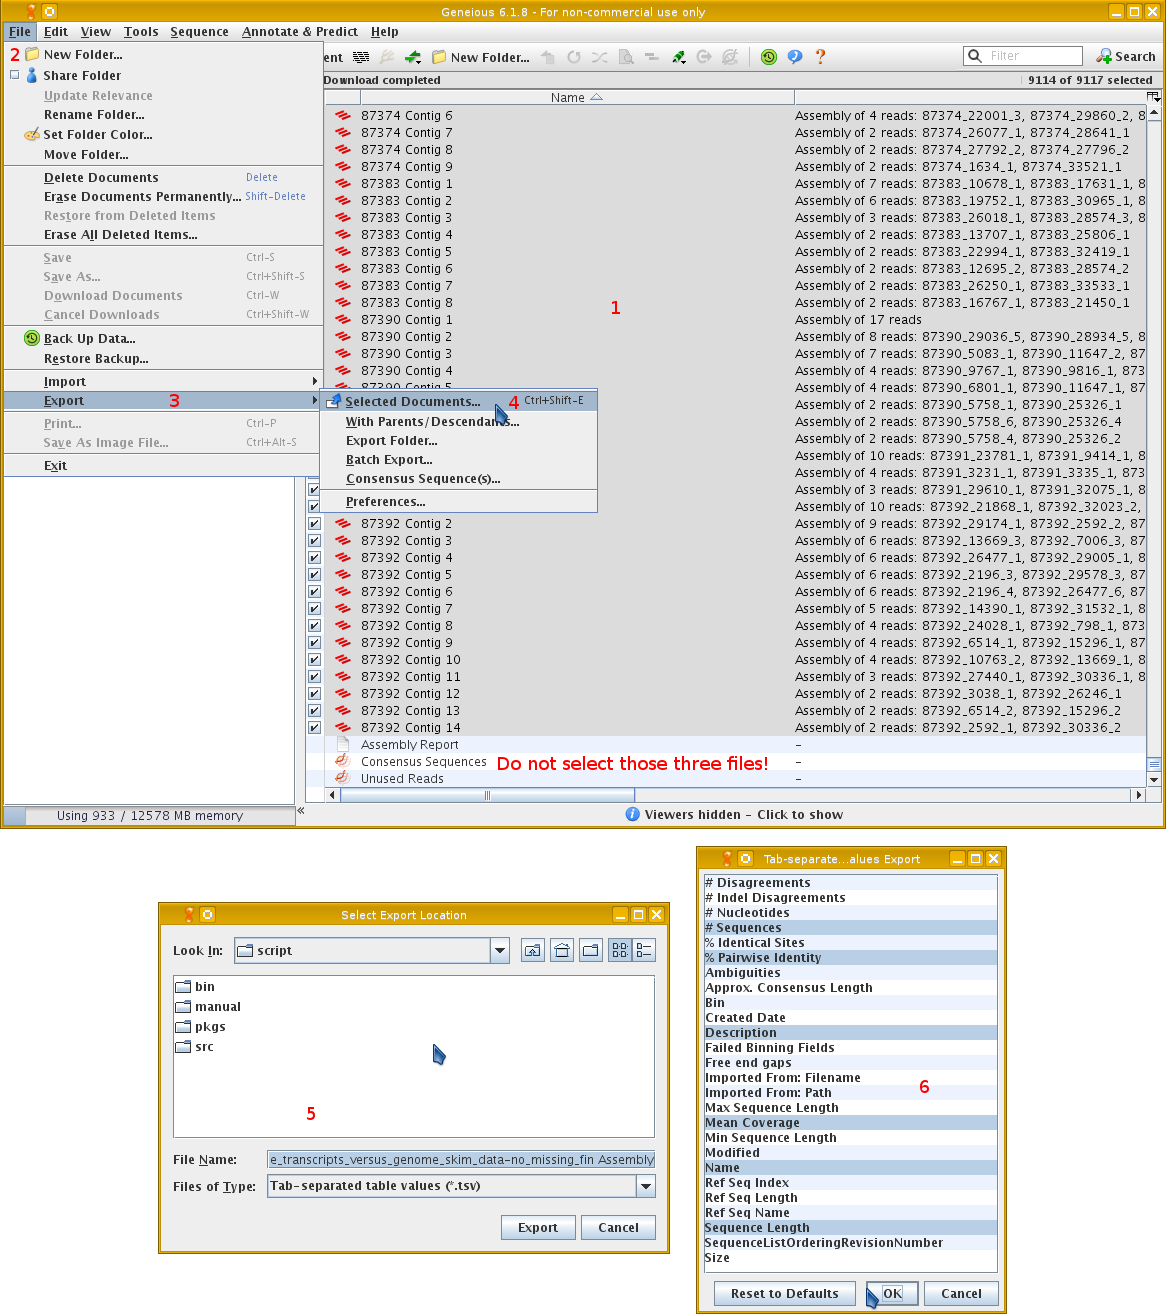 Geneious 6.1.8 - For non-commercial use only
File Edit View Tools Sequence Annotate & Predict Help
2 New Folder...
Share Folder
Update Relevance
Rename Folder...
Set Folder Color...
Move Folder...
Delete Documents Delete
Erase Documents Permanently... Shift-Delete
Restore from Deleted Items
Erase All Deleted Items...
Save Ctrl-S
Save As... Ctrl+Shift-S
Download Documents Ctrl-W
Cancel Downloads Ctrl+Shift-W
Back Up Data...
Restore Backup...
Import
Export 3
Print... Ctrl-P
Save As Image File... Ctrl+Alt-S
Exit
Selected Documents... 4 Ctrl+Shift-E
With Parents/Descendants...
Export Folder...
Batch Export...
Consensus Sequence(s)...
Preferences...
ent New Folder... Filter Search
Download completed 9114 of 9117 selected
Name
87374 Contig 6 Assembly of 4 reads: 87374_22001_3, 87374_29860_2, 8
87374 Contig 7 Assembly of 2 reads: 87374_26077_1, 87374_28641_1
87374 Contig 8 Assembly of 2 reads: 87374_27792_2, 87374_27796_2
87374 Contig 9 Assembly of 2 reads: 87374_1634_1, 87374_33521_1
87383 Contig 1 Assembly of 7 reads: 87383_10678_1, 87383_17631_1, 8
87383 Contig 2 Assembly of 6 reads: 87383_19752_1, 87383_30965_1, 8
87383 Contig 3 Assembly of 3 reads: 87383_26018_1, 87383_28574_3, 8
87383 Contig 4 Assembly of 2 reads: 87383_13707_1, 87383_25806_1
87383 Contig 5 Assembly of 2 reads: 87383_22994_1, 87383_32419_1
87383 Contig 6 Assembly of 2 reads: 87383_12695_2, 87383_28574_2
87383 Contig 7 Assembly of 2 reads: 87383_26250_1, 87383_33533_1
87383 Contig 8 Assembly of 2 reads: 87383_16767_1, 87383_21450_1
1
87390 Contig 1 Assembly of 17 reads
87390 Contig 2 Assembly of 8 reads: 87390_29036_5, 87390_28934_5, 8
87390 Contig 3 Assembly of 7 reads: 87390_5083_1, 87390_11647_2, 87
87390 Contig 4 Assembly of 4 reads: 87390_9767_1, 87390_9816_1, 873
87390 Contig 5 Assembly of 4 reads: 87390_6801_1, 87390_11647_1, 87
Assembly of 2 reads: 87390_5758_1, 87390_25326_1
Assembly of 2 reads: 87390_5758_2, 87390_25326_4
Assembly of 2 reads: 87390_5758_4, 87390_25326_2
Assembly of 10 reads: 87391_23781_1, 87391_9414_1, 8
Assembly of 4 reads: 87391_3231_1, 87391_3335_1, 873
Assembly of 3 reads: 87391_29610_1, 87391_32075_1, 8
Assembly of 10 reads: 87392_21868_1, 87392_32023_2,
87392 Contig 2 Assembly of 9 reads: 87392_29174_1, 87392_2592_2, 87
87392 Contig 3 Assembly of 6 reads: 87392_13669_3, 87392_7006_3, 87
87392 Contig 4 Assembly of 6 reads: 87392_26477_1, 87392_29005_1, 8
87392 Contig 5 Assembly of 6 reads: 87392_2196_3, 87392_29578_3, 87
87392 Contig 6 Assembly of 6 reads: 87392_2196_4, 87392_26477_6, 87
87392 Contig 7 Assembly of 5 reads: 87392_14390_1, 87392_31532_1, 8
87392 Contig 8 Assembly of 4 reads: 87392_24028_1, 87392_798_1, 873
87392 Contig 9 Assembly of 4 reads: 87392_6514_1, 87392_15296_1, 87
87392 Contig 10 Assembly of 4 reads: 87392_10763_2, 87392_13669_1, 8
87392 Contig 11 Assembly of 3 reads: 87392_27440_1, 87392_30336_1, 8
87392 Contig 12 Assembly of 2 reads: 87392_3038_1, 87392_26246_1
87392 Contig 13 Assembly of 2 reads: 87392_6514_2, 87392_15296_2
87392 Contig 14 Assembly of 2 reads: 87392_2592_1, 87392_30336_2
Assembly Report -
Consensus Sequences Do not select those three files! -
Unused Reads -
Using 933 / 12578 MB memory « Viewers hidden - Click to show
Select Export Location
Look In: script
bin
manual
pkgs
src
5
File Name: e_transcripts_versus_genome_skim_data-no_missing_fin Assembly
Files of Type: Tab-separated table values (*.tsv)
Export Cancel
Tab-separate...alues Export
# Disagreements
# Indel Disagreements
# Nucleotides
# Sequences
% Identical Sites
% Pairwise Identity
Ambiguities
Approx. Consensus Length
Bin
Created Date
Description
Failed Binning Fields
Free end gaps
Imported From: Filename
6
Imported From: Path
Max Sequence Length
Mean Coverage
Min Sequence Length
Modified
Name
Ref Seq Index
Ref Seq Length
Ref Seq Name
Sequence Length
SequenceListOrderingRevisionNumber
Size
Reset to Defaults OK Cancel